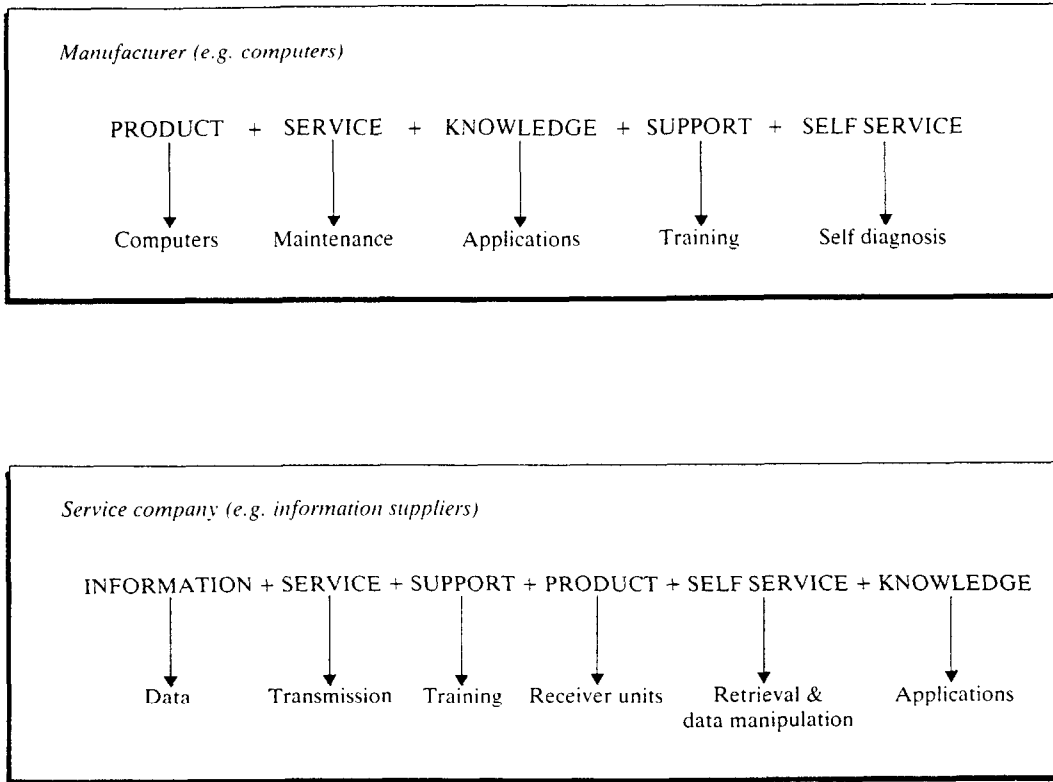 Manufacturer (e.g. computers)
PRODUCT + SERVICE + KNOWLEDGE + SUPPORT + SELF SERVICE
Computers Maintenance Applications Training Self diagnosis
Service company (e.g. information suppliers)
INFORMATION + SERVICE + SUPPORT + PRODUCT + SELF SERVICE + KNOWLEDGE
Data Transmission Training Receiver units Retrieval & Applications
data manipulation